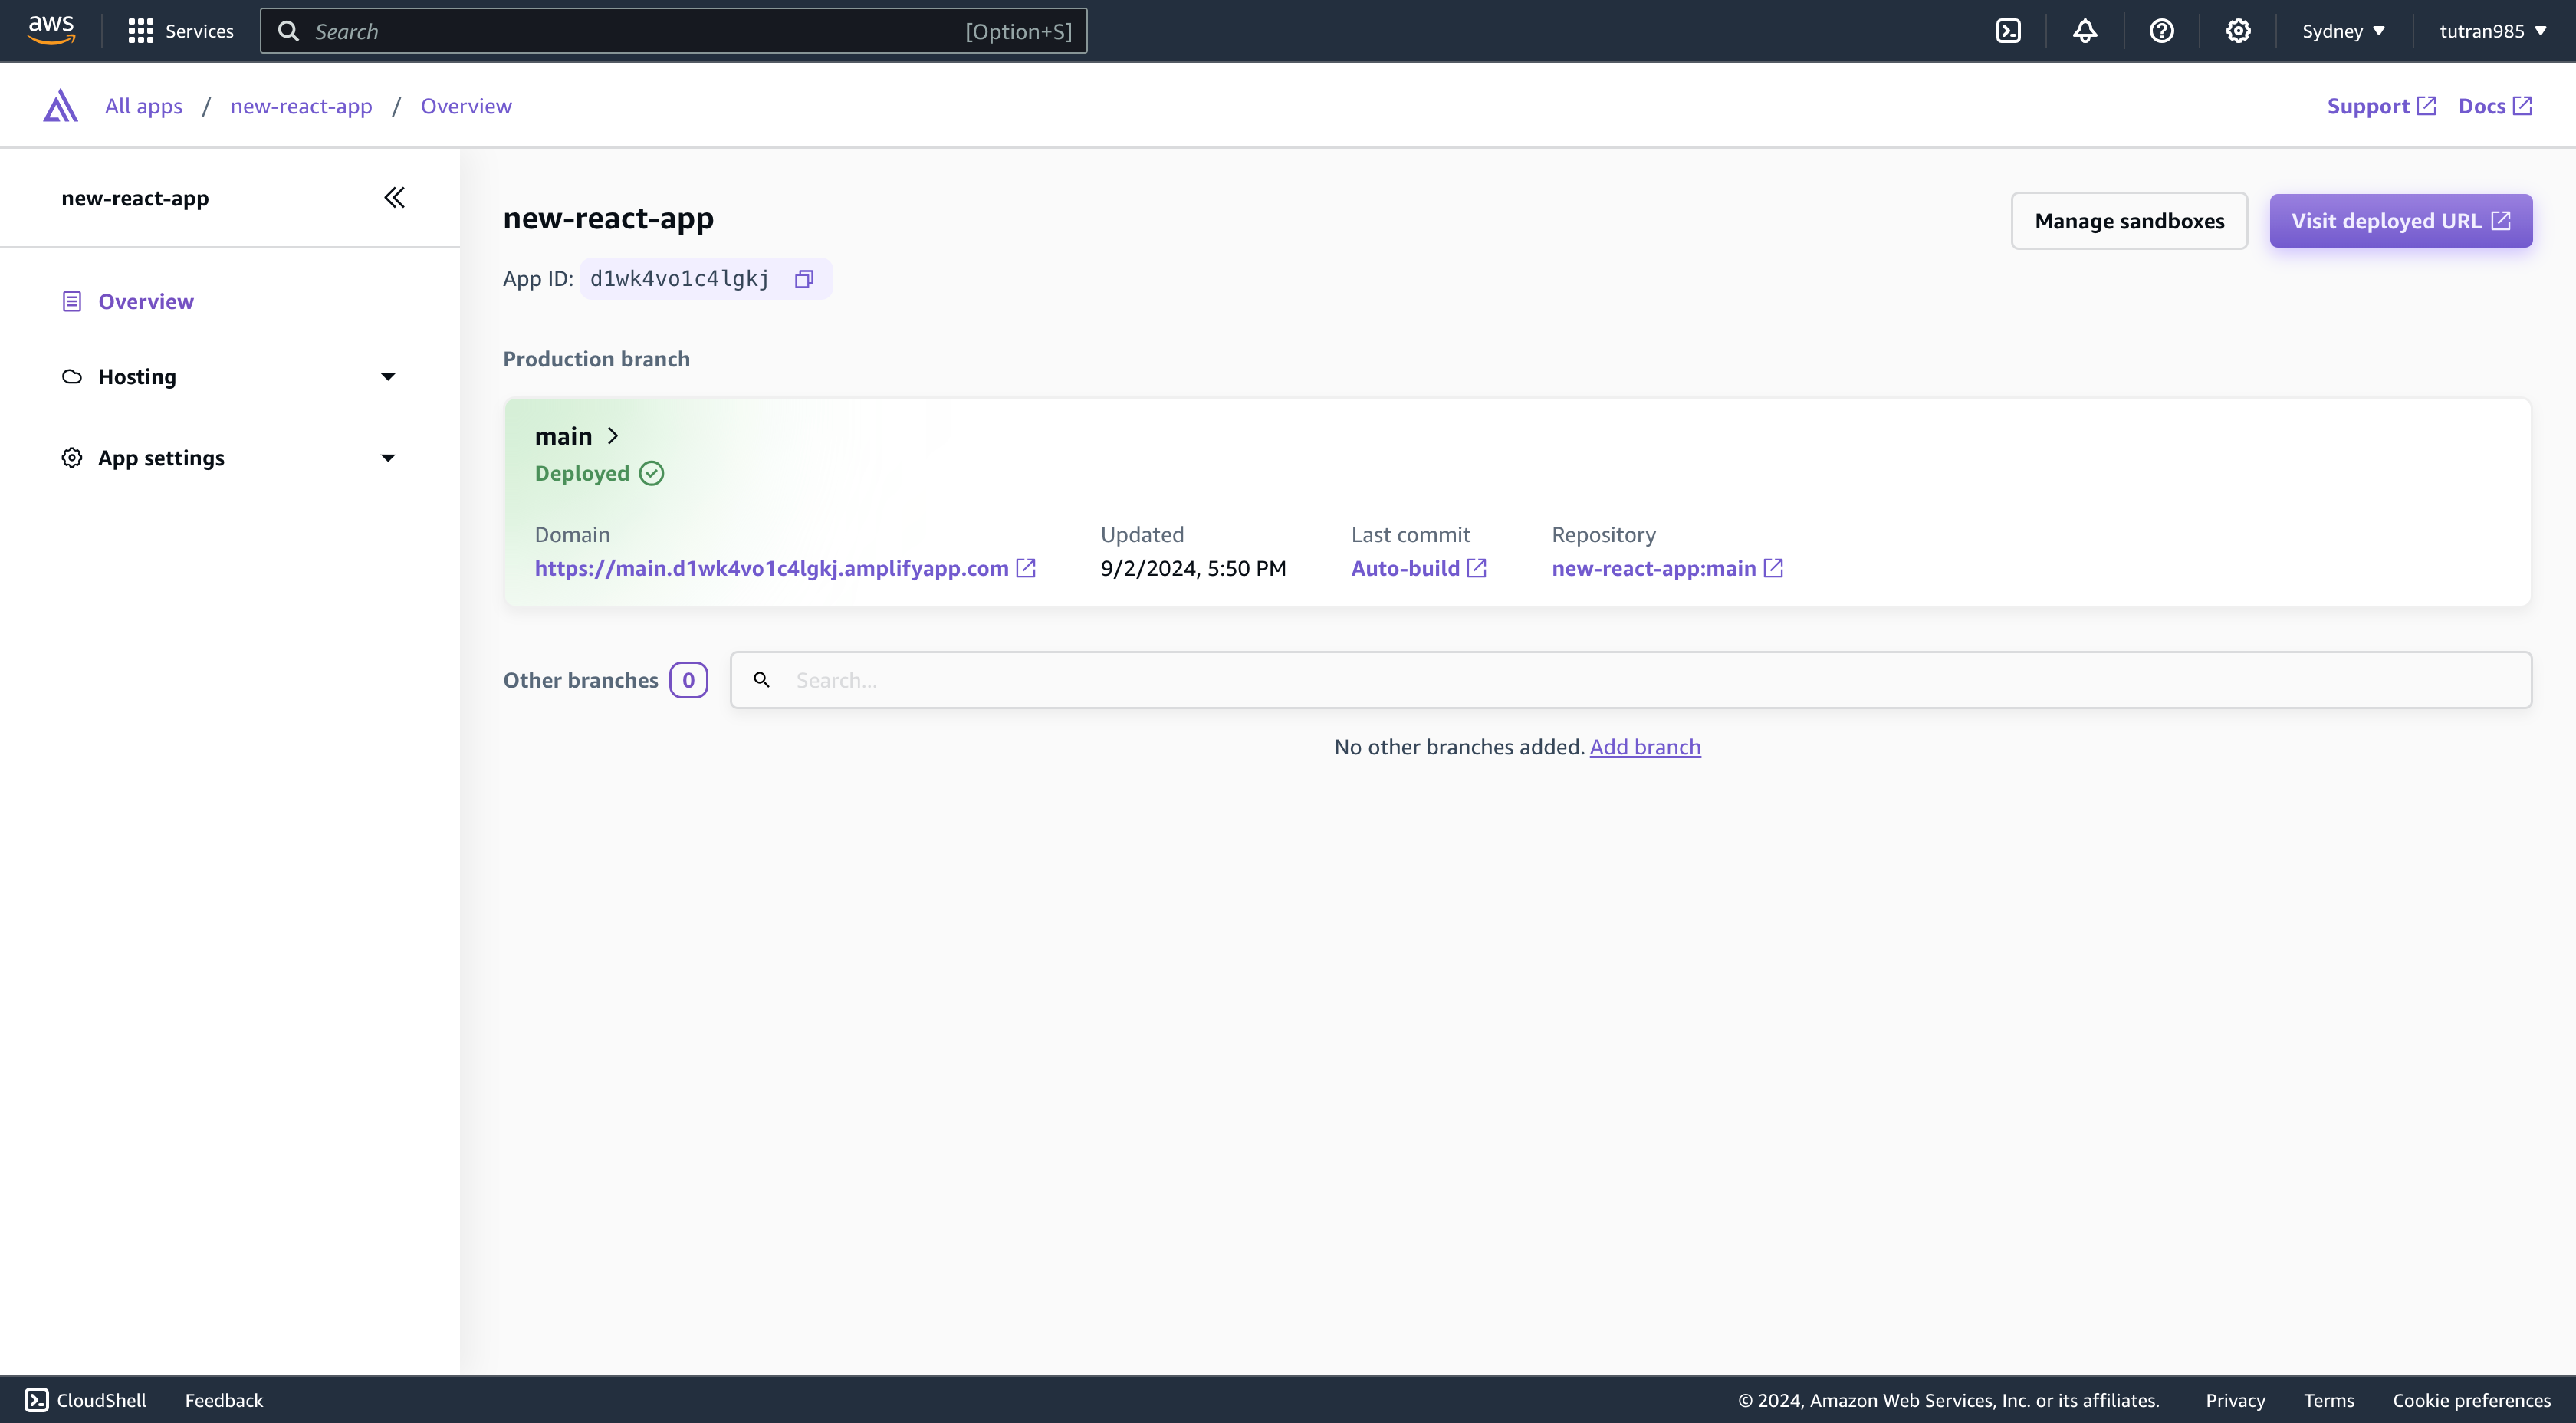 aws Services Search [Option+S] Sydney tutran985
All apps / new-react-app / Overview Support Docs
new-react-app
Overview
Hosting
App settings
new-react-app
Manage sandboxes Visit deployed URL
App ID: d1wk4vo1c4lgkj
Production branch
main
Deployed
Domain Updated Last commit Repository
https://main.d1wk4vo1c4lgkj.amplifyapp.com 9/2/2024, 5:50 PM Auto-build new-react-app:main
Other branches 0 Search...
No other branches added. Add branch
CloudShell Feedback © 2024, Amazon Web Services, Inc. or its affiliates. Privacy Terms Cookie preferences